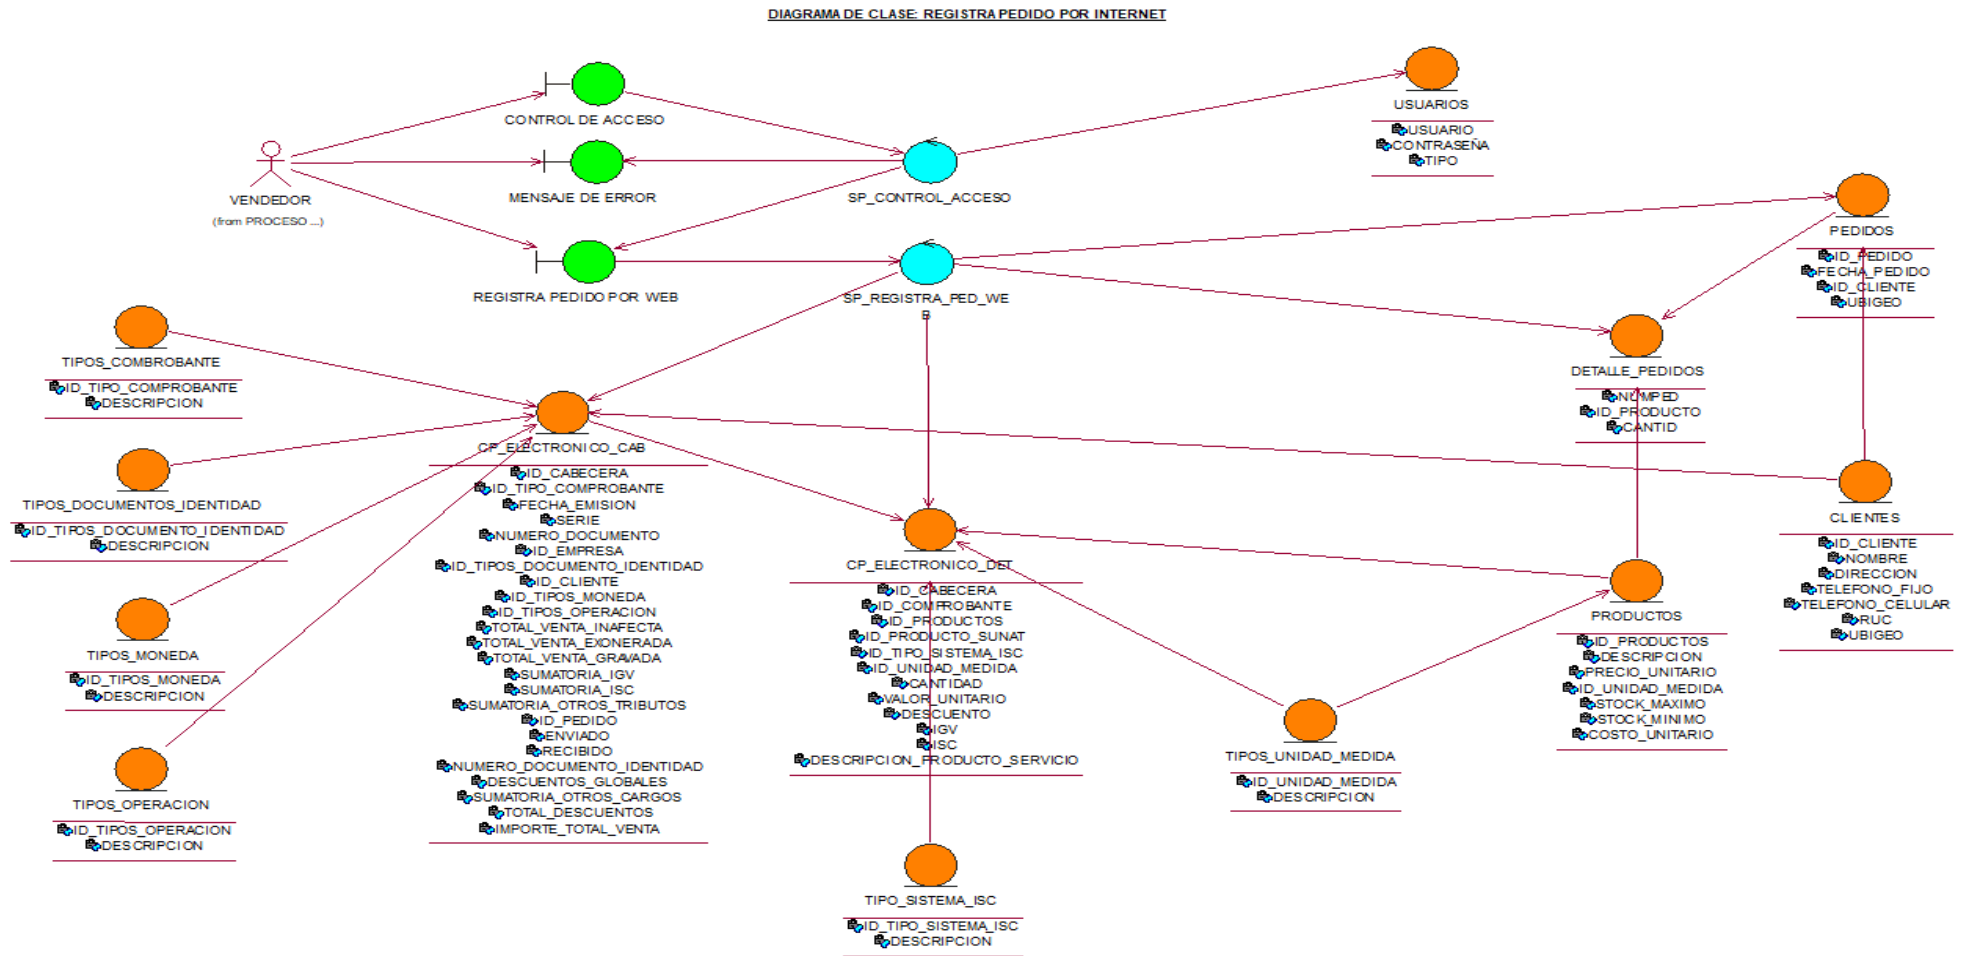 DIAGRAMA DE CLASE: REGISTRA PEDIDO POR INTERNET
CONTROL DE ACCESO
VENDEDOR
(from PROCESO ...)
MENSAJE DE ERROR
SP_CONTROL_ACCESO
USUARIOS
USUARIO
CONTRASEÑA
TIPO
REGISTRA PEDIDO POR WEB
SP_REGISTRA_PED_WE
B
PEDIDOS
ID_PEDIDO
FECHA_PEDIDO
ID_CLIENTE
UBIGEO
TIPOS_COMBROBANTE
ID_TIPO_COMPROBANTE
DESCRIPCION
DETALLE_PEDIDOS
NUMPED
ID_PRODUCTO
CANTID
TIPOS_DOCUMENTOS_IDENTIDAD
ID_TIPOS_DOCUMENTO_IDENTIDAD
DESCRIPCION
CP_ELECTRONICO_CAB
ID_CABECERA
ID_TIPO_COMPROBANTE
FECHA_EMISION
SERIE
NUMERO_DOCUMENTO
ID_EMPRESA
ID_TIPOS_DOCUMENTO_IDENTIDAD
ID_CLIENTE
ID_TIPOS_MONEDA
ID_TIPOS_OPERACION
TOTAL_VENTA_INAFECTA
TOTAL_VENTA_EXONERADA
TOTAL_VENTA_GRAVADA
SUMATORIA_IGV
SUMATORIA_ISC
SUMATORIA_OTROS_TRIBUTOS
ID_PEDIDO
ENVIADO
RECIBIDO
NUMERO_DOCUMENTO_IDENTIDAD
DESCUENTOS_GLOBALES
SUMATORIA_OTROS_CARGOS
TOTAL_DESCUENTOS
IMPORTE_TOTAL_VENTA
CP_ELECTRONICO_DET
ID_CABECERA
ID_COMPROBANTE
ID_PRODUCTOS
ID_PRODUCTO_SUNAT
ID_TIPO_SISTEMA_ISC
ID_UNIDAD_MEDIDA
CANTIDAD
VALOR_UNITARIO
DESCUENTO
IGV
ISC
DESCRIPCION_PRODUCTO_SERVICIO
CLIENTES
ID_CLIENTE
NOMBRE
DIRECCION
TELEFONO_FIJO
TELEFONO_CELULAR
RUC
UBIGEO
PRODUCTOS
ID_PRODUCTOS
DESCRIPCION
PRECIO_UNITARIO
ID_UNIDAD_MEDIDA
STOCK_MAXIMO
STOCK_MINIMO
COSTO_UNITARIO
TIPOS_MONEDA
ID_TIPOS_MONEDA
DESCRIPCION
TIPOS_UNIDAD_MEDIDA
ID_UNIDAD_MEDIDA
DESCRIPCION
TIPOS_OPERACION
ID_TIPOS_OPERACION
DESCRIPCION
TIPO_SISTEMA_ISC
ID_TIPO_SISTEMA_ISC
DESCRIPCION